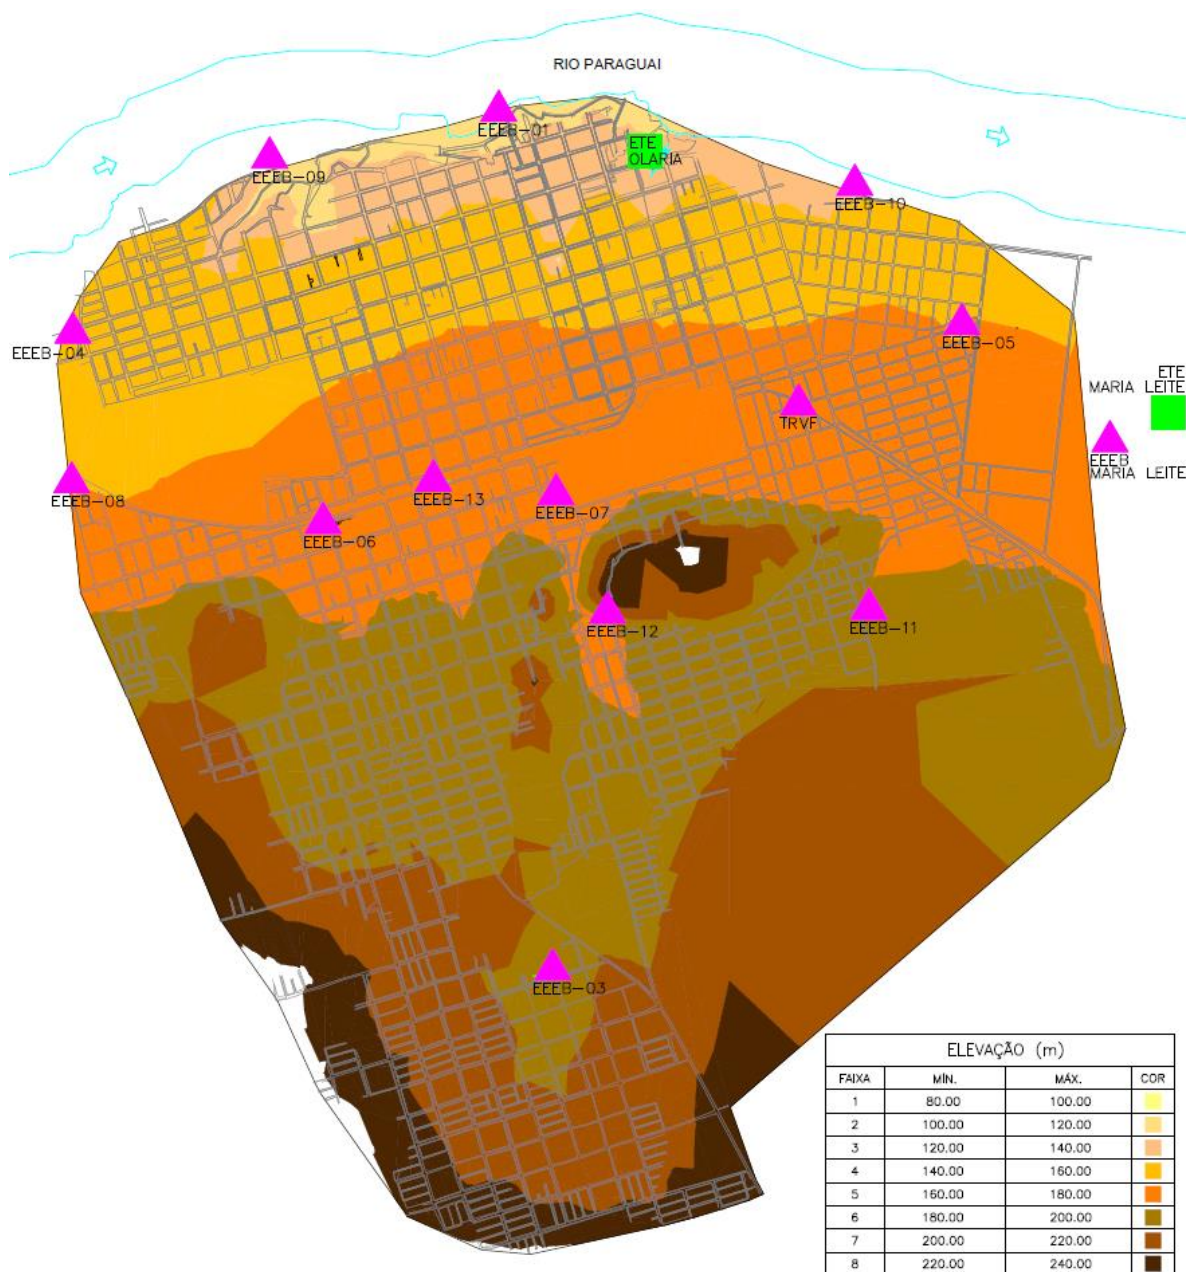 RIO PARAGUAI
EEEB-01
ETE
OLARIA
EEEB-09
EEEB-10
EEEB-04
EEEB-05
ETE
MARIA LEITE
TRVF
EEEB
MARIA LEITE
EEEB-08
EEEB-13
EEEB-07
EEEB-06
EEEB-12
EEEB-11
EEEB-03
ELEVAÇÃO (m)
FAIXA MÍN. MÁX. COR
1 80.00 100.00
2 100.00 120.00
3 120.00 140.00
4 140.00 160.00
5 160.00 180.00
6 180.00 200.00
7 200.00 220.00
8 220.00 240.00